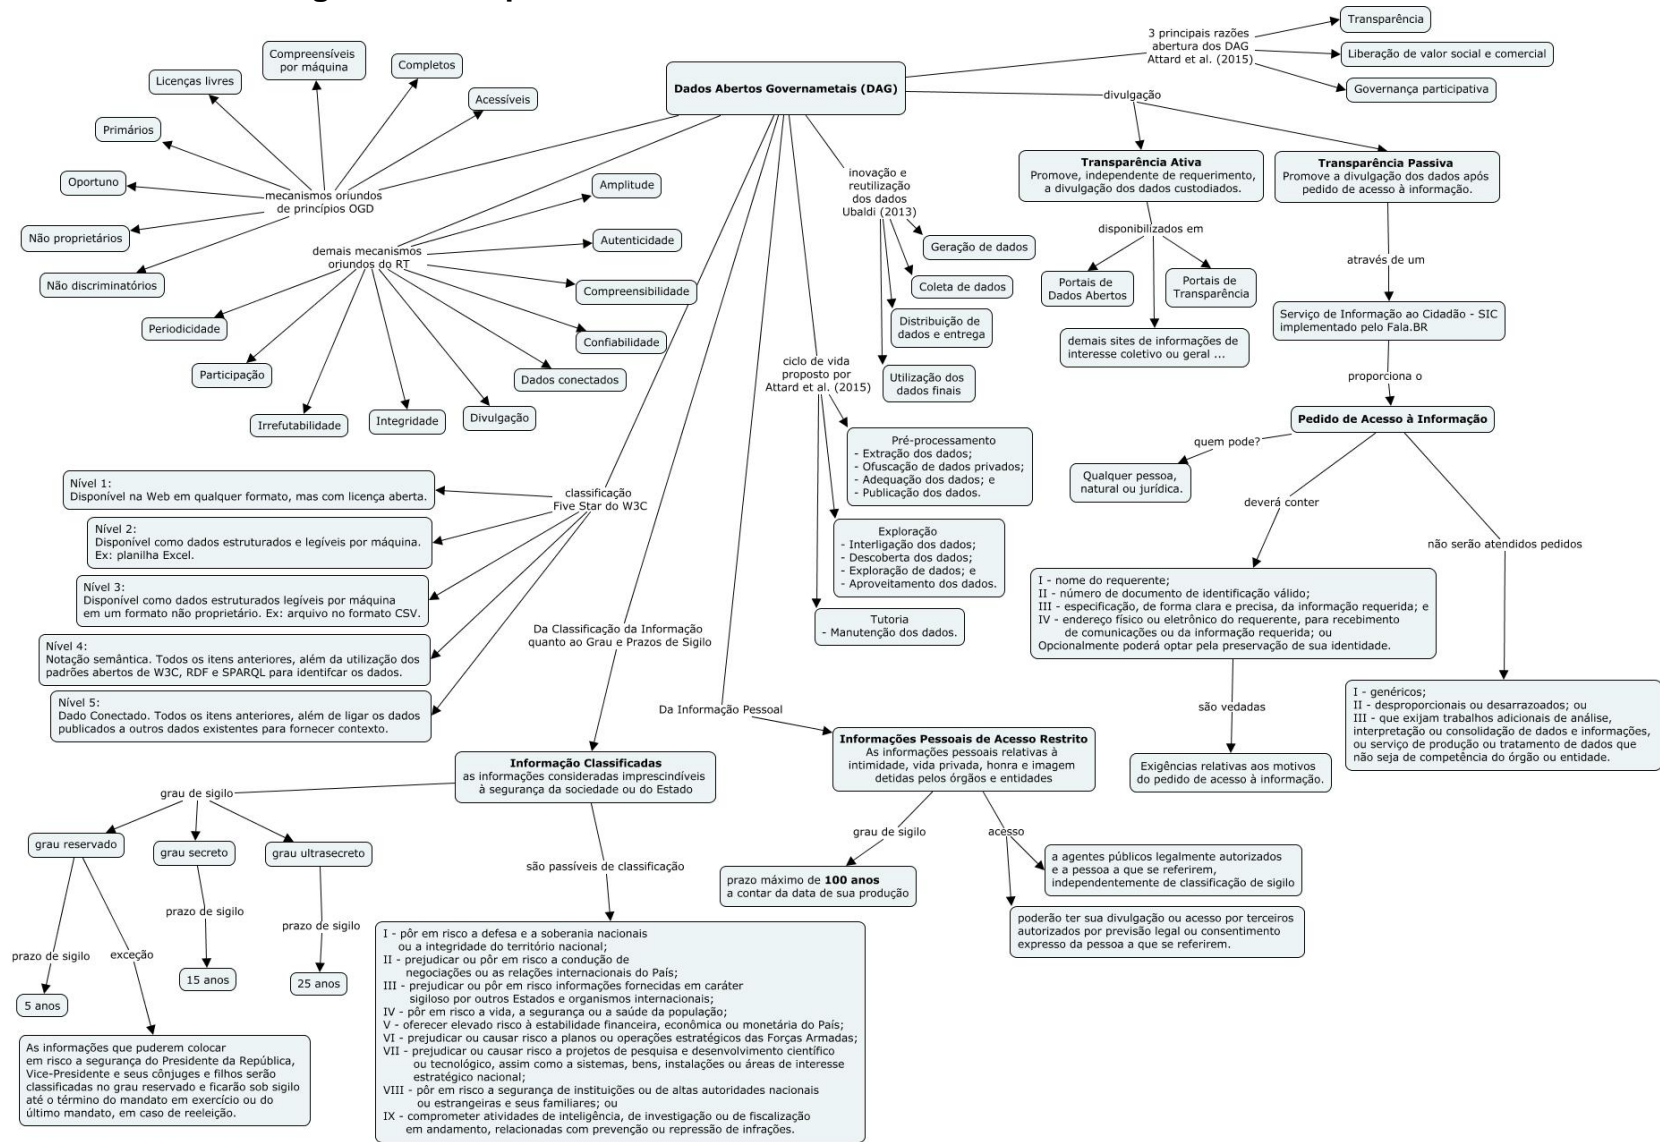 3 principais razões
abertura dos DAG
Attard et al. (2015)
Transparência
Liberação de valor social e comercial
Governança participativa
Dados Abertos Governametais (DAG)
divulgação
Compreensíveis
por máquina
Completos
Licenças livres
Acessíveis
Primários
Oportuno
Não proprietários
Não discriminatórios
mecanismos oriundos
de princípios OGD
demais mecanismos
oriundos do RT
Amplitude
Autenticidade
Compreensibilidade
Confiabilidade
Dados conectados
Divulgação
Integridade
Irrefutabilidade
Participação
Periodicidade
inovação e
reutilização
dos dados
Ubaldi (2013)
Geração de dados
Coleta de dados
Distribuição de
dados e entrega
Utilização dos
dados finais
Transparência Ativa
Promove, independente de requerimento,
a divulgação dos dados custodiados.
disponibilizados em
Portais de
Dados Abertos
Portais de
Transparência
demais sites de informações de
interesse coletivo ou geral ...
Transparência Passiva
Promove a divulgação dos dados após
pedido de acesso à informação.
através de um
Serviço de Informação ao Cidadão - SIC
implementado pelo Fala.BR
proporciona o
Pedido de Acesso à Informação
quem pode?
Qualquer pessoa,
natural ou jurídica.
deverá conter
I - nome do requerente;
II - número de documento de identificação válido;
III - especificação, de forma clara e precisa, da informação requerida; e
IV - endereço físico ou eletrônico do requerente, para recebimento
de comunicações ou da informação requerida; ou
Opcionalmente poderá optar pela preservação de sua identidade.
são vedadas
Exigências relativas aos motivos
do pedido de acesso à informação.
não serão atendidos pedidos
I - genéricos;
II - desproporcionais ou desarrazoados; ou
III - que exijam trabalhos adicionais de análise,
interpretação ou consolidação de dados e informações,
ou serviço de produção ou tratamento de dados que
não seja de competência do órgão ou entidade.
ciclo de vida
proposto por
Attard et al. (2015)
Pré-processamento
- Extração dos dados;
- Ofuscação de dados privados;
- Adequação dos dados; e
- Publicação dos dados.
Exploração
- Interligação dos dados;
- Descoberta dos dados;
- Exploração de dados; e
- Aproveitamento dos dados.
Tutoria
- Manutenção dos dados.
classificação
Five Star do W3C
Nível 1:
Disponível na Web em qualquer formato, mas com licença aberta.
Nível 2:
Disponível como dados estruturados e legíveis por máquina.
Ex: planilha Excel.
Nível 3:
Disponível como dados estruturados legíveis por máquina
em um formato não proprietário. Ex: arquivo no formato CSV.
Nível 4:
Notação semântica. Todos os itens anteriores, além da utilização dos
padrões abertos de W3C, RDF e SPARQL para identifcar os dados.
Nível 5:
Dado Conectado. Todos os itens anteriores, além de ligar os dados
publicados a outros dados existentes para fornecer contexto.
Da Classificação da Informação
quanto ao Grau e Prazos de Sigilo
Informação Classificadas
as informações consideradas imprescindíveis
à segurança da sociedade ou do Estado
grau de sigilo
grau reservado
grau secreto
grau ultrasecreto
prazo de sigilo
5 anos
exceção
As informações que puderem colocar
em risco a segurança do Presidente da República,
Vice-Presidente e seus cônjuges e filhos serão
classificadas no grau reservado e ficarão sob sigilo
até o término do mandato em exercício ou do
último mandato, em caso de reeleição.
prazo de sigilo
15 anos
prazo de sigilo
25 anos
são passíveis de classificação
I - pôr em risco a defesa e a soberania nacionais
ou a integridade do território nacional;
II - prejudicar ou pôr em risco a condução de
negociações ou as relações internacionais do País;
III - prejudicar ou pôr em risco informações fornecidas em caráter
sigiloso por outros Estados e organismos internacionais;
IV - pôr em risco a vida, a segurança ou a saúde da população;
V - oferecer elevado risco à estabilidade financeira, econômica ou monetária do País;
VI - prejudicar ou causar risco a planos ou operações estratégicos das Forças Armadas;
VII - prejudicar ou causar risco a projetos de pesquisa e desenvolvimento científico
ou tecnológico, assim como a sistemas, bens, instalações ou áreas de interesse
estratégico nacional;
VIII - pôr em risco a segurança de instituições ou de altas autoridades nacionais
ou estrangeiras e seus familiares; ou
IX - comprometer atividades de inteligência, de investigação ou de fiscalização
em andamento, relacionadas com prevenção ou repressão de infrações.
Da Informação Pessoal
Informações Pessoais de Acesso Restrito
As informações pessoais relativas à
intimidade, vida privada, honra e imagem
detidas pelos órgãos e entidades
grau de sigilo
prazo máximo de 100 anos
a contar da data de sua produção
acesso
a agentes públicos legalmente autorizados
e a pessoa a que se referirem,
independentemente de classificação de sigilo
poderão ter sua divulgação ou acesso por terceiros
autorizados por previsão legal ou consentimento
expresso da pessoa a que se referirem.